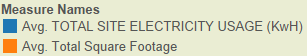 Measure Names
Avg. TOTAL SITE ELECTRICITY USAGE (KwH)
Avg. Total Square Footage